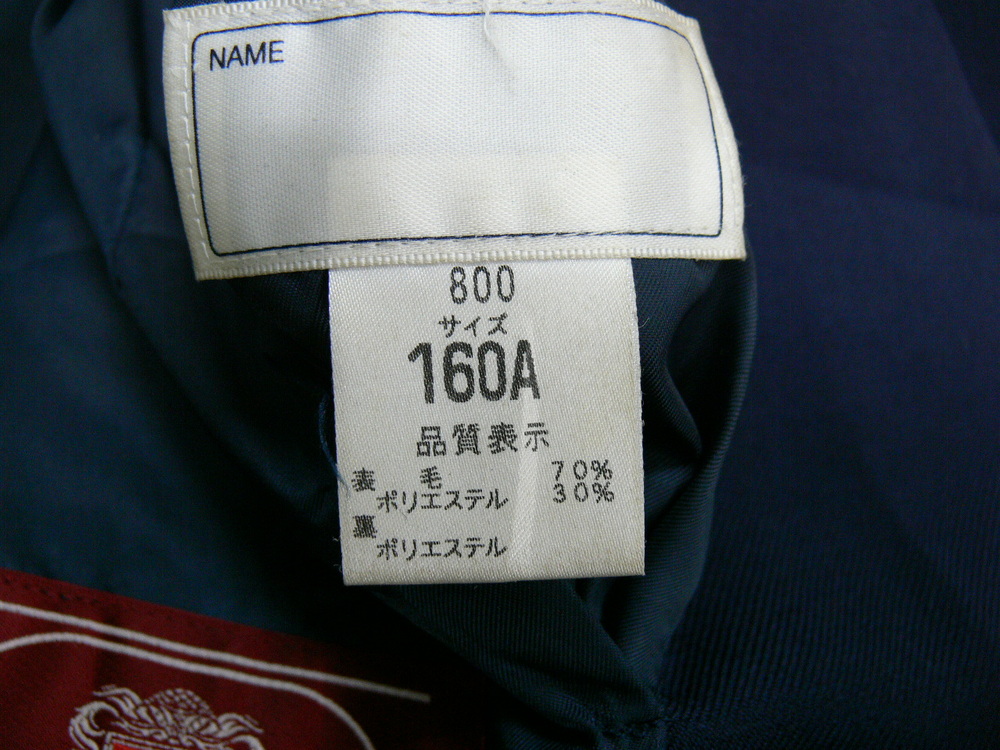 NAME
800
サイズ
160A
品質表示
表 毛 70%
ポリエステル 30%
裏
ポリエステル